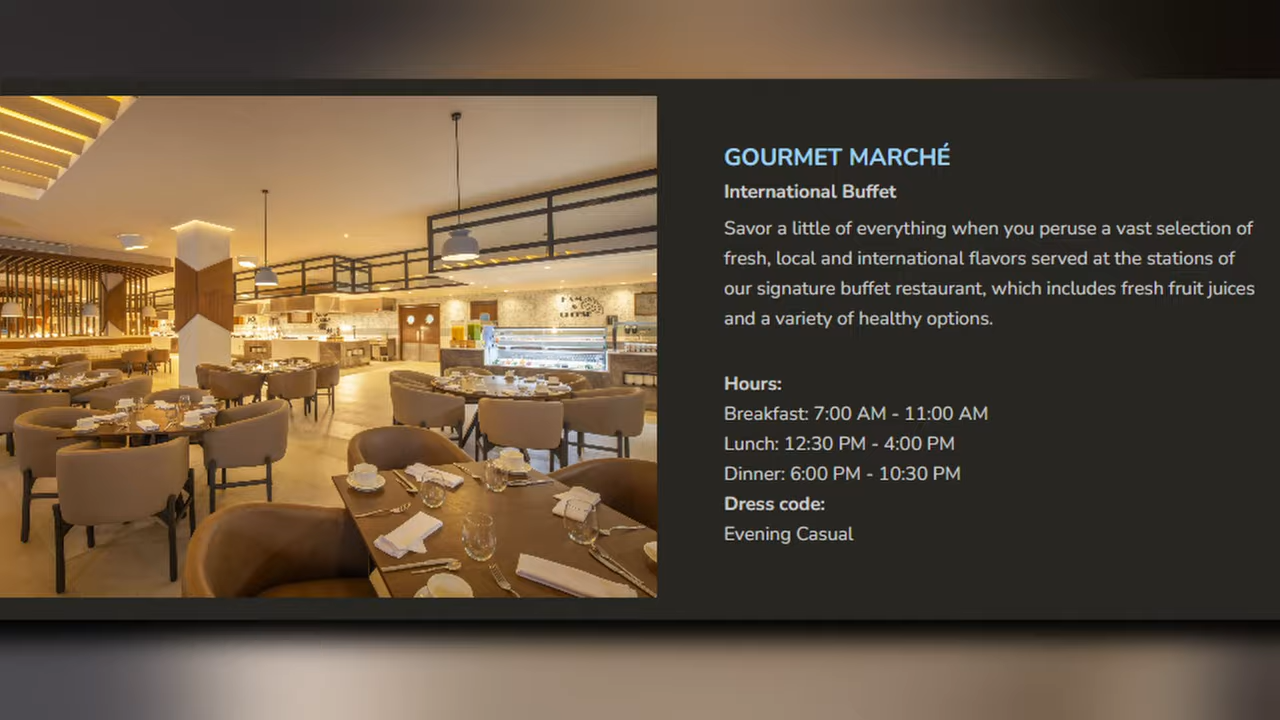 GOURMET MARCHÉ
International Buffet
Savor a little of everything when you peruse a vast selection of
fresh, local and international flavors served at the stations of
our signature buffet restaurant, which includes fresh fruit juices
and a variety of healthy options.
Hours:
Breakfast: 7:00 AM - 11:00 AM
Lunch: 12:30 PM - 4:00 PM
Dinner: 6:00 PM - 10:30 PM
Dress code:
Evening Casual